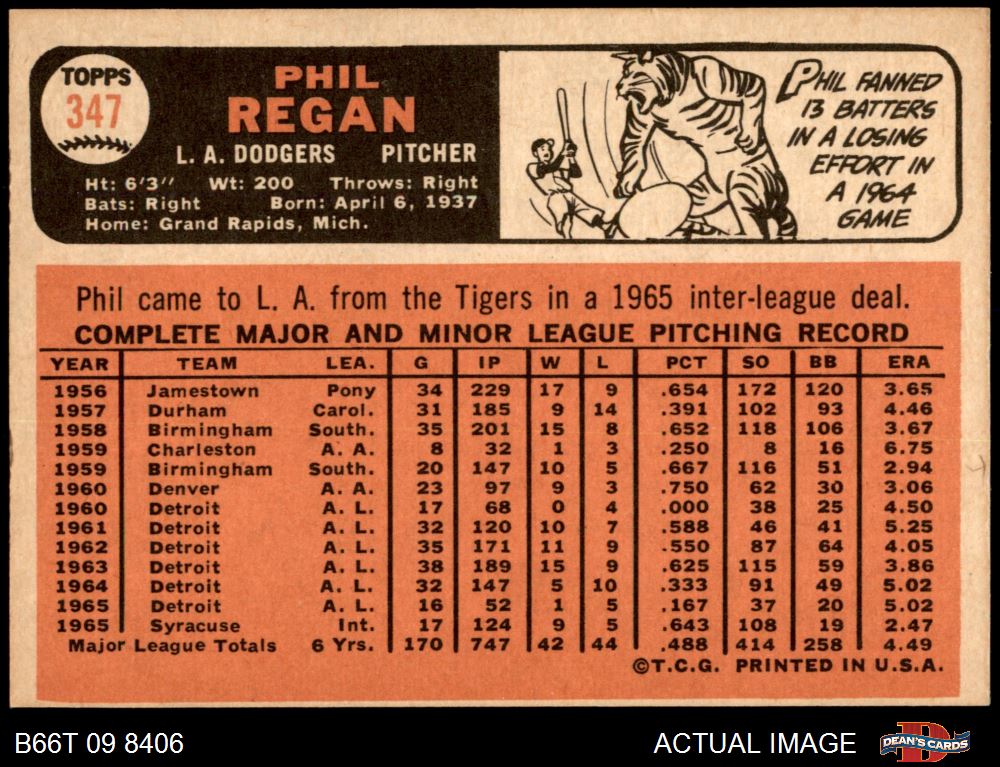 TOPPS
347
PHIL
REGAN
L. A. DODGERS PITCHER
Ht: 6'3" Wt: 200 Throws: Right
Bats: Right Born: April 6, 1937
Home: Grand Rapids, Mich.
PHIL FANNED
13 BATTERS
IN A LOSING
EFFORT IN
A 1964
GAME
Phil came to L. A. from the Tigers in a 1965 inter-league deal.
COMPLETE MAJOR AND MINOR LEAGUE PITCHING RECORD
YEAR TEAM LEA. G IP W L PCT SO BB ERA
1956 Jamestown Pony 34 229 17 9 .654 172 120 3.65
1957 Durham Carol. 31 185 9 14 .391 102 93 4.46
1958 Birmingham South. 35 201 15 8 .652 118 106 3.67
1959 Charleston A. A. 8 32 1 3 .250 8 16 6.75
1959 Birmingham South. 20 147 10 5 .667 116 51 2.94
1960 Denver A. A. 23 97 9 3 .750 62 30 3.06
1960 Detroit A. L. 17 68 0 4 .000 38 25 4.50
1961 Detroit A. L. 32 120 10 7 .588 46 41 5.25
1962 Detroit A. L. 35 171 11 9 .550 87 64 4.05
1963 Detroit A. L. 38 189 15 9 .625 115 59 3.86
1964 Detroit A. L. 32 147 5 10 .333 91 49 5.02
1965 Detroit A. L. 16 52 1 5 .167 37 20 5.02
1965 Syracuse Int. 17 124 9 5 .643 108 19 2.47
Major League Totals 6 Yrs. 170 747 42 44 .488 414 258 4.49
©T.C.G. PRINTED IN U.S.A.
B66T 09 8406 ACTUAL IMAGE DEAN'S CARDS